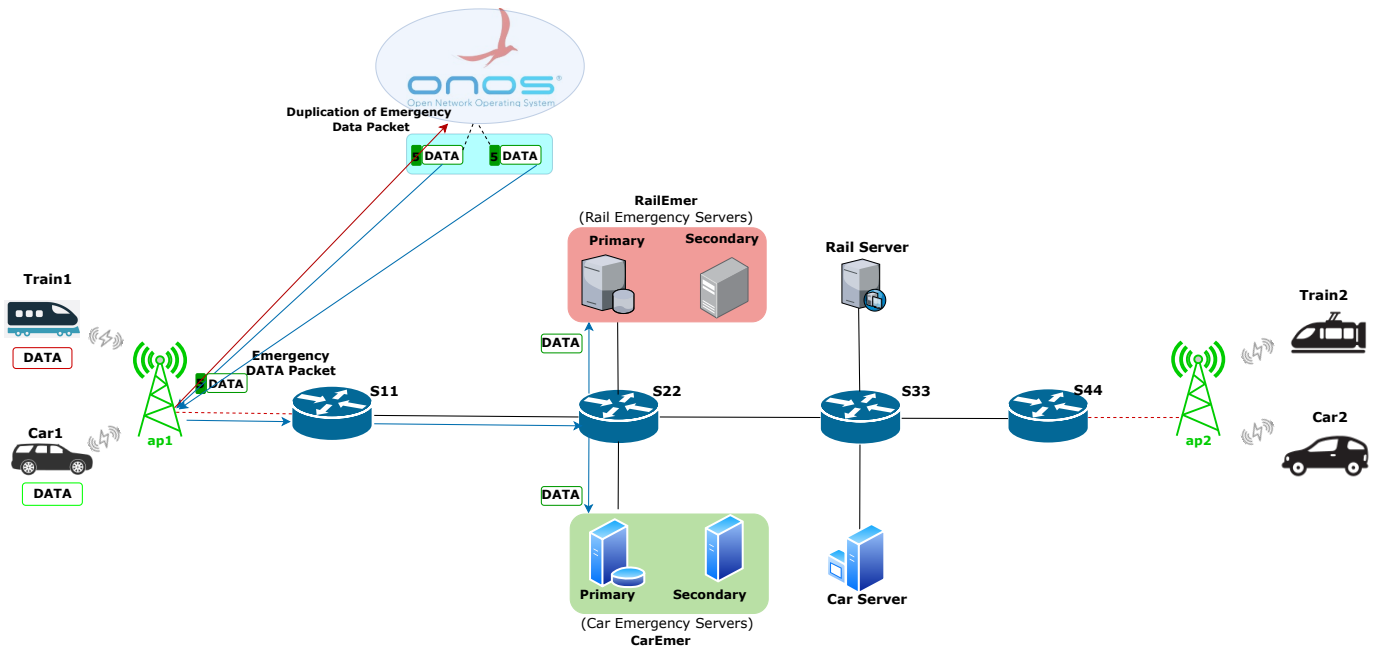 onos®
Open Network Operating System
Duplication of Emergency
Data Packet
5 DATA
5 DATA
RailEmer
(Rail Emergency Servers)
Primary
Secondary
Rail Server
Train1
DATA
Train2
DATA
Emergency
DATA Packet
5 DATA
S11
S22
S33
S44
Car1
ap1
ap2
Car2
DATA
DATA
Primary
Secondary
Car Server
(Car Emergency Servers)
CarEmer